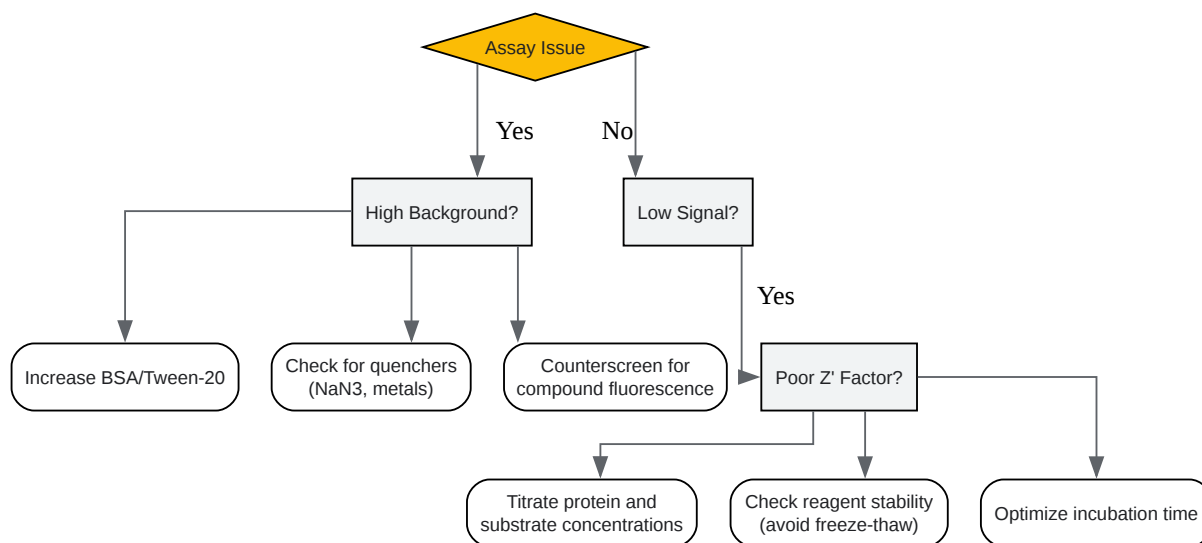 Assay Issue
Yes
No
High Background?
Low Signal?
Yes
Increase BSA/Tween-20
Check for quenchers
(NaN3, metals)
Counterscreen for
compound fluorescence
Poor Z' Factor?
Titrate protein and
substrate concentrations
Check reagent stability
(avoid freeze-thaw)
Optimize incubation time